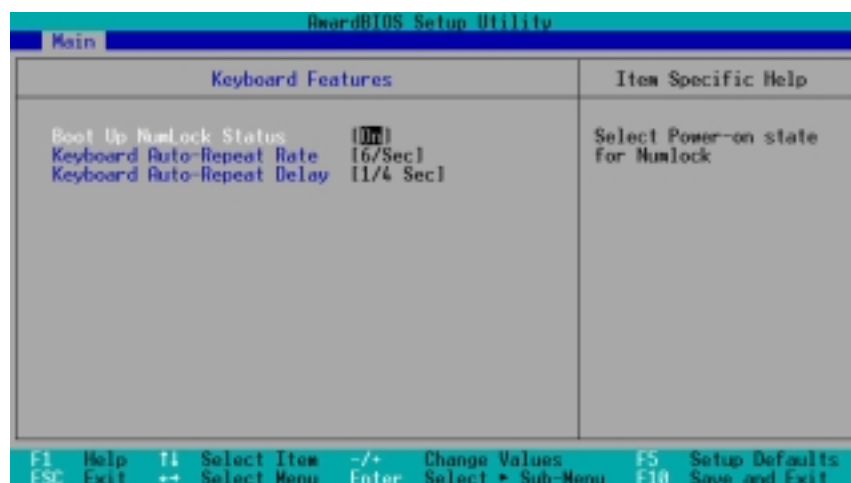 AwardBIOS Setup Utility
Main
Keyboard Features
Item Specific Help
Boot Up NumLock Status [On]
Keyboard Auto-Repeat Rate [6/Sec]
Keyboard Auto-Repeat Delay [1/4 Sec]
Select Power-on state
for Numlock
F1 Help ↑↓ Select Item -/+ Change Values F5 Setup Defaults
ESC Exit ↔ Select Menu Enter Select ► Sub-Menu F10 Save and Exit